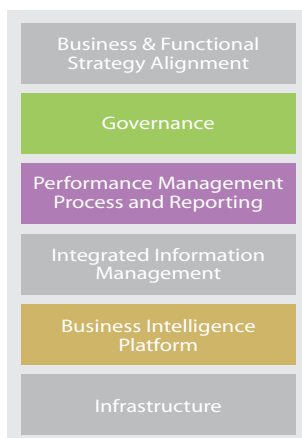 Business & Functional
Strategy Alignment
Governance
Performance Management
Process and Reporting
Integrated Information
Management
Business Intelligence
Platform
Infrastructure